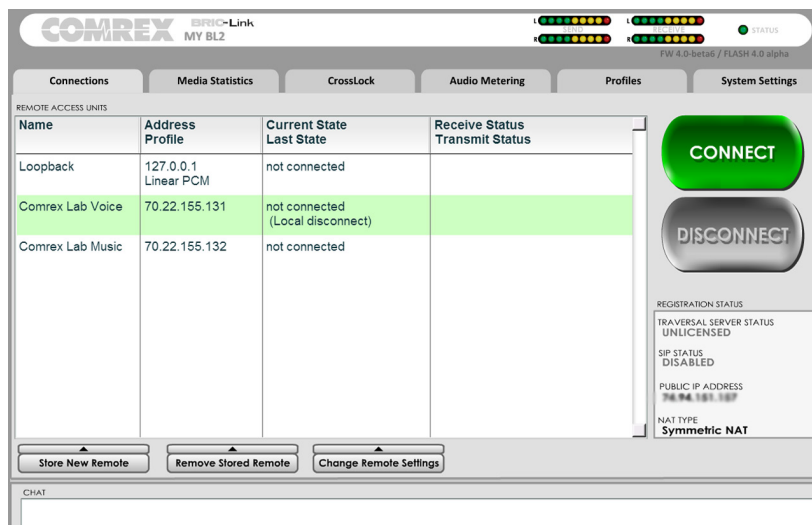 COMREX BRIC-Link
MY BL2
L SEND R
L RECEIVE R
STATUS
FW 4.0-beta6 / FLASH 4.0 alpha
Connections Media Statistics CrossLock Audio Metering Profiles System Settings
REMOTE ACCESS UNITS
Name Address Current State Receive Status
Profile Last State Transmit Status
Loopback 127.0.0.1 not connected
Linear PCM
Comrex Lab Voice 70.22.155.131 not connected
(Local disconnect)
Comrex Lab Music 70.22.155.132 not connected
CONNECT
DISCONNECT
REGISTRATION STATUS
TRAVERSAL SERVER STATUS
UNLICENSED
SIP STATUS
DISABLED
PUBLIC IP ADDRESS
NAT TYPE
Symmetric NAT
Store New Remote Remove Stored Remote Change Remote Settings
CHAT